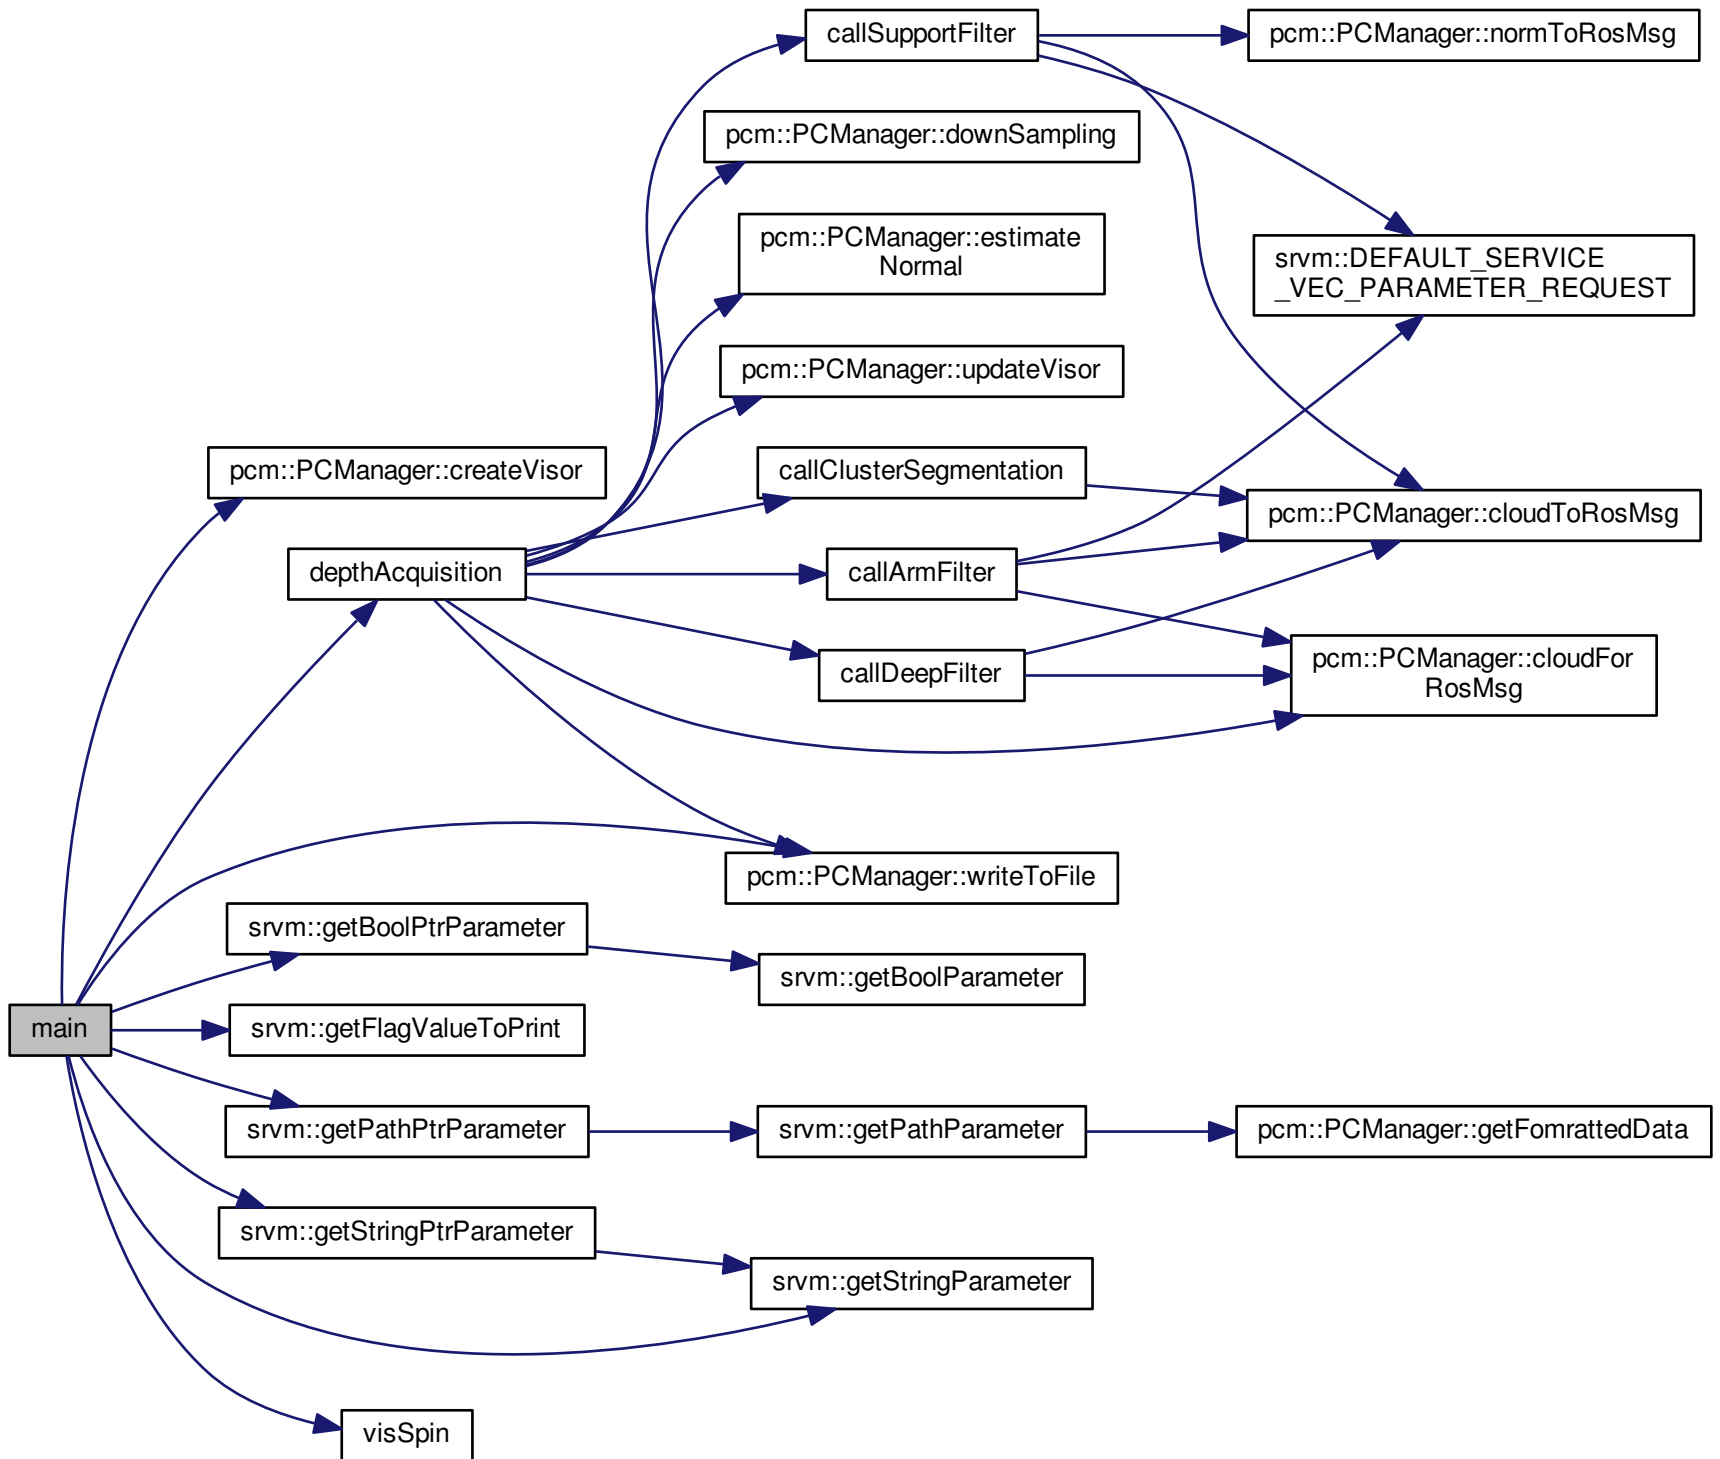 callSupportFilter
pcm::PCManager::normToRosMsg
pcm::PCManager::downSampling
pcm::PCManager::estimate
Normal
srvm::DEFAULT_SERVICE
_VEC_PARAMETER_REQUEST
pcm::PCManager::updateVisor
pcm::PCManager::createVisor
callClusterSegmentation
pcm::PCManager::cloudToRosMsg
depthAcquisition
callArmFilter
callDeepFilter
pcm::PCManager::cloudFor
RosMsg
pcm::PCManager::writeToFile
srvm::getBoolPtrParameter
srvm::getBoolParameter
main
srvm::getFlagValueToPrint
srvm::getPathPtrParameter
srvm::getPathParameter
pcm::PCManager::getFomrattedData
srvm::getStringPtrParameter
srvm::getStringParameter
visSpin